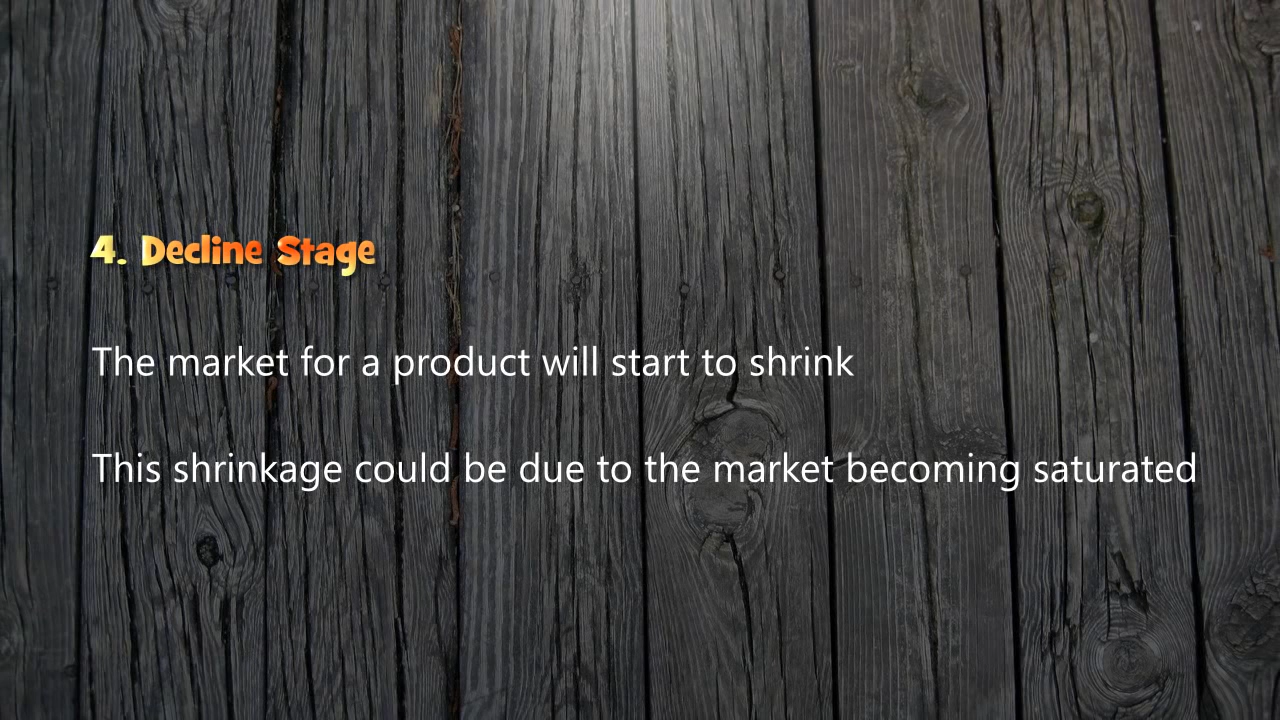 4. Decline Stage
The market for a product will start to shrink
This shrinkage could be due to the market becoming saturated